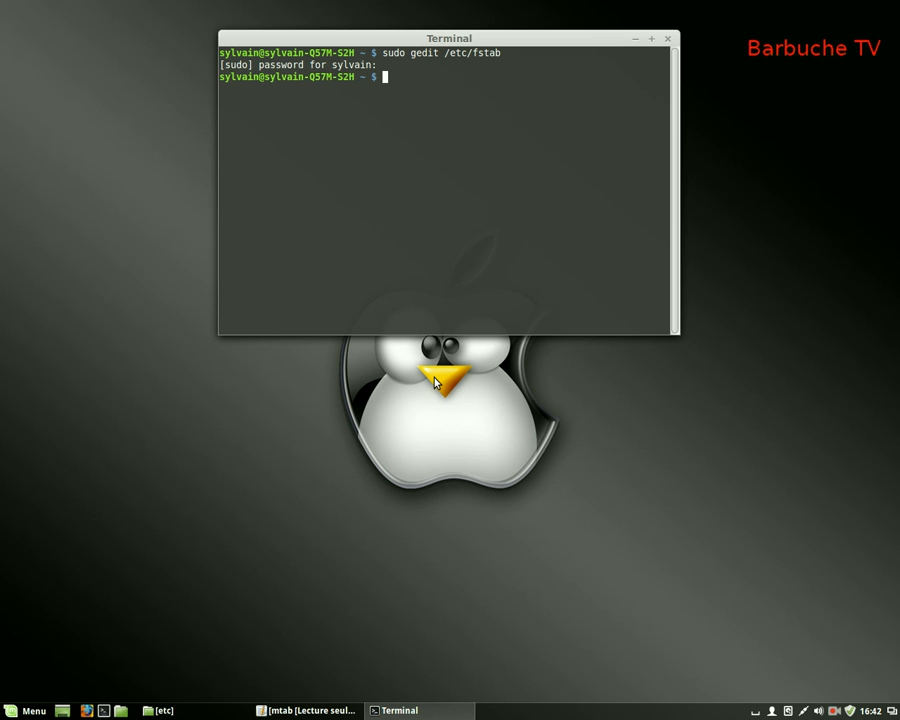 Terminal
Barbuche TV
sylvain@sylvain-Q57M-S2H ~ $ sudo gedit /etc/fstab
[sudo] password for sylvain:
sylvain@sylvain-Q57M-S2H ~ $
Menu
[etc]
[mtab [Lecture seul...
Terminal
16:42